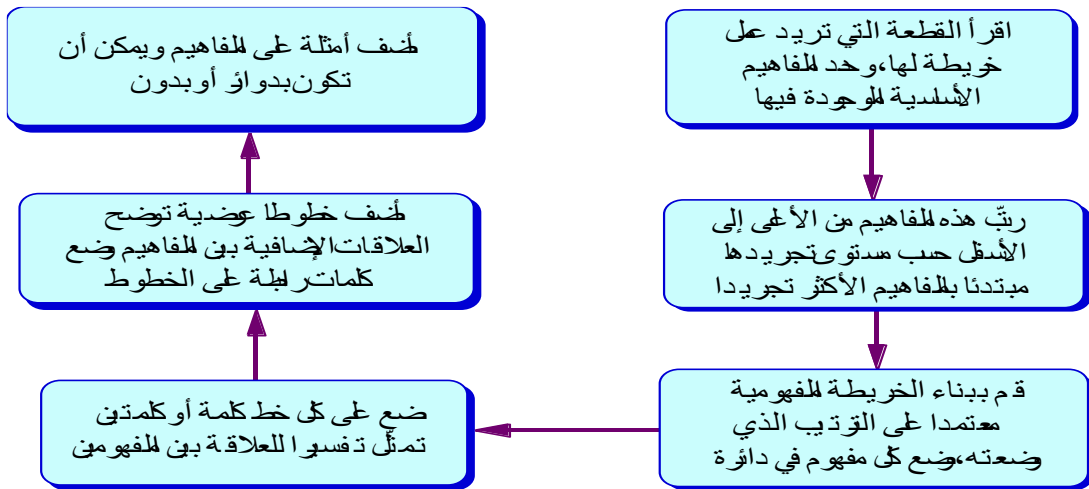 اقرأ القطعة التي تريد عمل
خريطة لها، وحدد المفاهيم
الأساسية الموجودة فيها
رتّب هذه المفاهيم من الأعلى إلى
الأسفل حسب مستوى تجريدها
مبتدئا بالمفاهيم الأكثر تجريدا
قم ببناء الخريطة المفهومية
معتمدا على الترتيب الذي
وضعته، وضع كل مفهوم في دائرة
ضع على كل خط كلمة أو كلمتين
تمثّل تفسيرا للعلاقة بين المفهومين
أضف خطوطا عرضية توضح
العلاقات الإضافية بين المفاهيم وضع
كلمات رابطة على الخطوط
أضف أمثلة على المفاهيم ويمكن أن
تكون بدوائر أو بدون